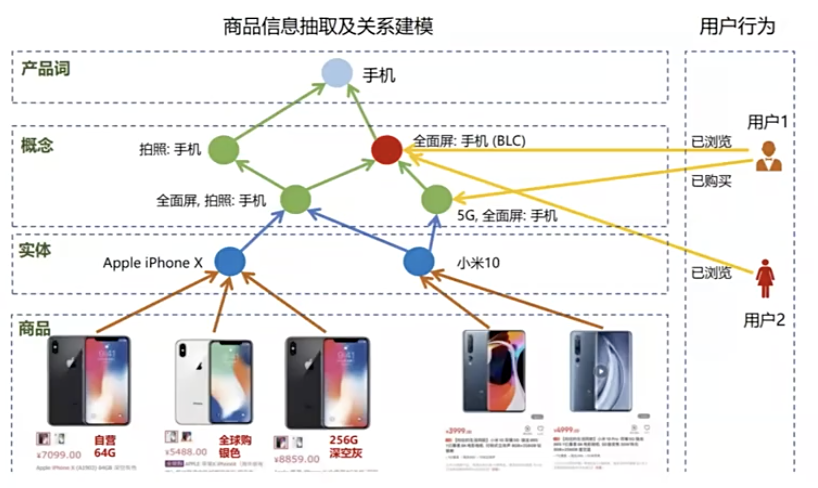 商品信息抽取及关系建模
用户行为
产品词
手机
概念
拍照: 手机
全面屏: 手机 (BLC)
全面屏, 拍照: 手机
5G, 全面屏: 手机
用户1
已浏览
已购买
已浏览
用户2
实体
Apple iPhone X
小米10
商品
自营
64G
¥7099.00
全球购
银色
¥5488.00
256G
深空灰
¥8859.00
¥3999.00
¥4999.00